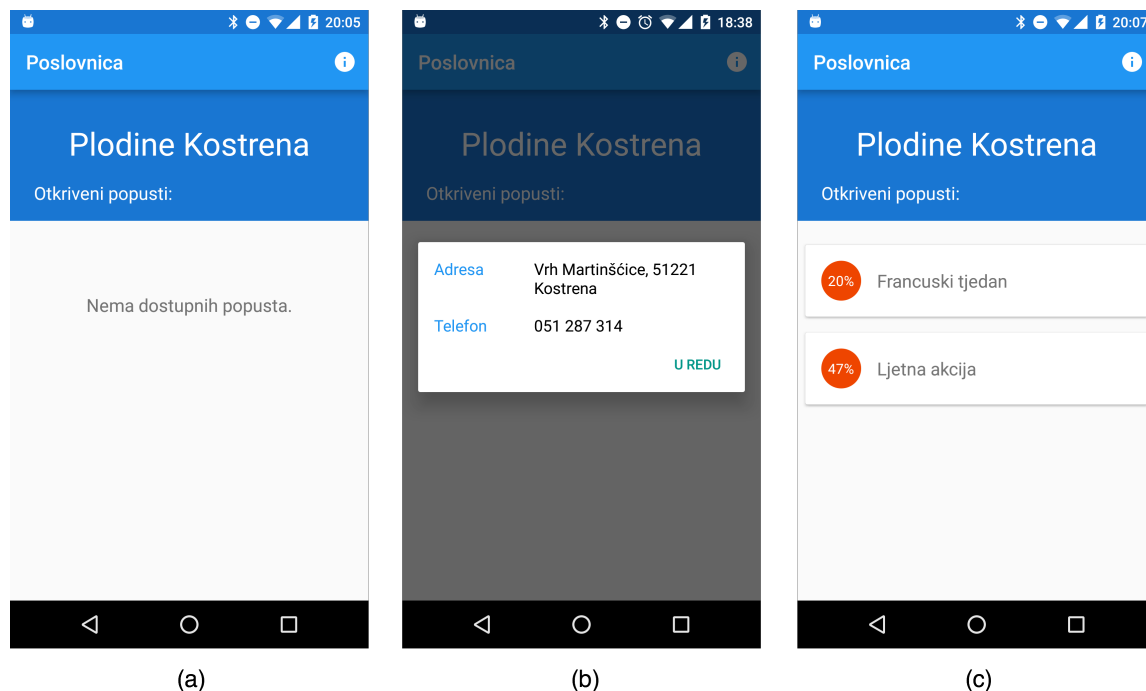 20:05
Poslovnica
Plodine Kostrena
Otkriveni popusti:
Nema dostupnih popusta.
(a)
18:38
Poslovnica
Plodine Kostrena
Otkriveni popusti:
Adresa Vrh Martinšćice, 51221
Kostrena
Telefon 051 287 314
U REDU
(b)
20:07
Poslovnica
Plodine Kostrena
Otkriveni popusti:
20% Francuski tjedan
47% Ljetna akcija
(c)